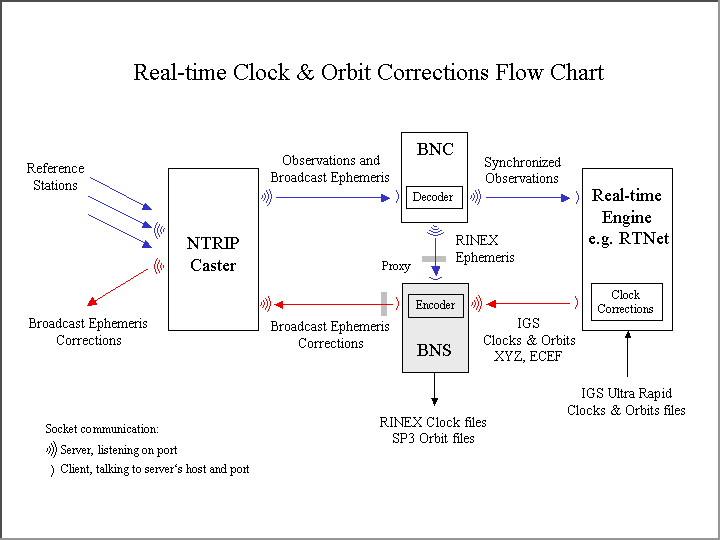 Real-time Clock & Orbit Corrections Flow Chart
Reference
Stations
NTRIP
Caster
Observations and
Broadcast Ephemeris
BNC
Decoder
Synchronized
Observations
Real-time
Engine
e.g. RTNet
RINEX
Ephemeris
Proxy
Clock
Corrections
Encoder
BNS
Broadcast Ephemeris
Corrections
Broadcast Ephemeris
Corrections
IGS
Clocks & Orbits
XYZ, ECEF
IGS Ultra Rapid
Clocks & Orbits files
RINEX Clock files
SP3 Orbit files
Socket communication:
Server, listening on port
Client, talking to server‘s host and port